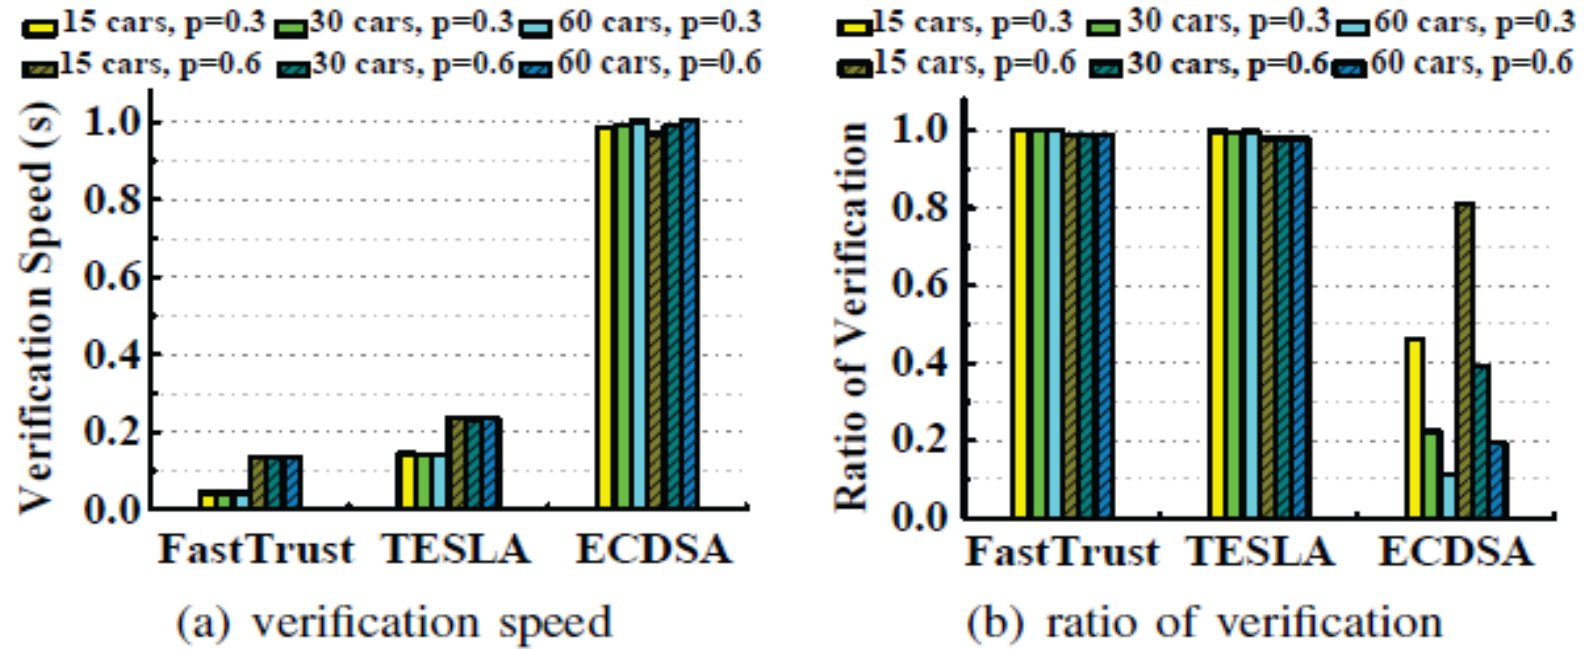 15 cars, p=0.3 30 cars, p=0.3 60 cars, p=0.3
15 cars, p=0.6 30 cars, p=0.6 60 cars, p=0.6
Verification Speed (s)
1.0
0.8
0.6
0.4
0.2
0.0
FastTrust TESLA ECDSA
(a) verification speed
15 cars, p=0.3 30 cars, p=0.3 60 cars, p=0.3
15 cars, p=0.6 30 cars, p=0.6 60 cars, p=0.6
Ratio of Verification
1.0
0.8
0.6
0.4
0.2
0.0
FastTrust TESLA ECDSA
(b) ratio of verification